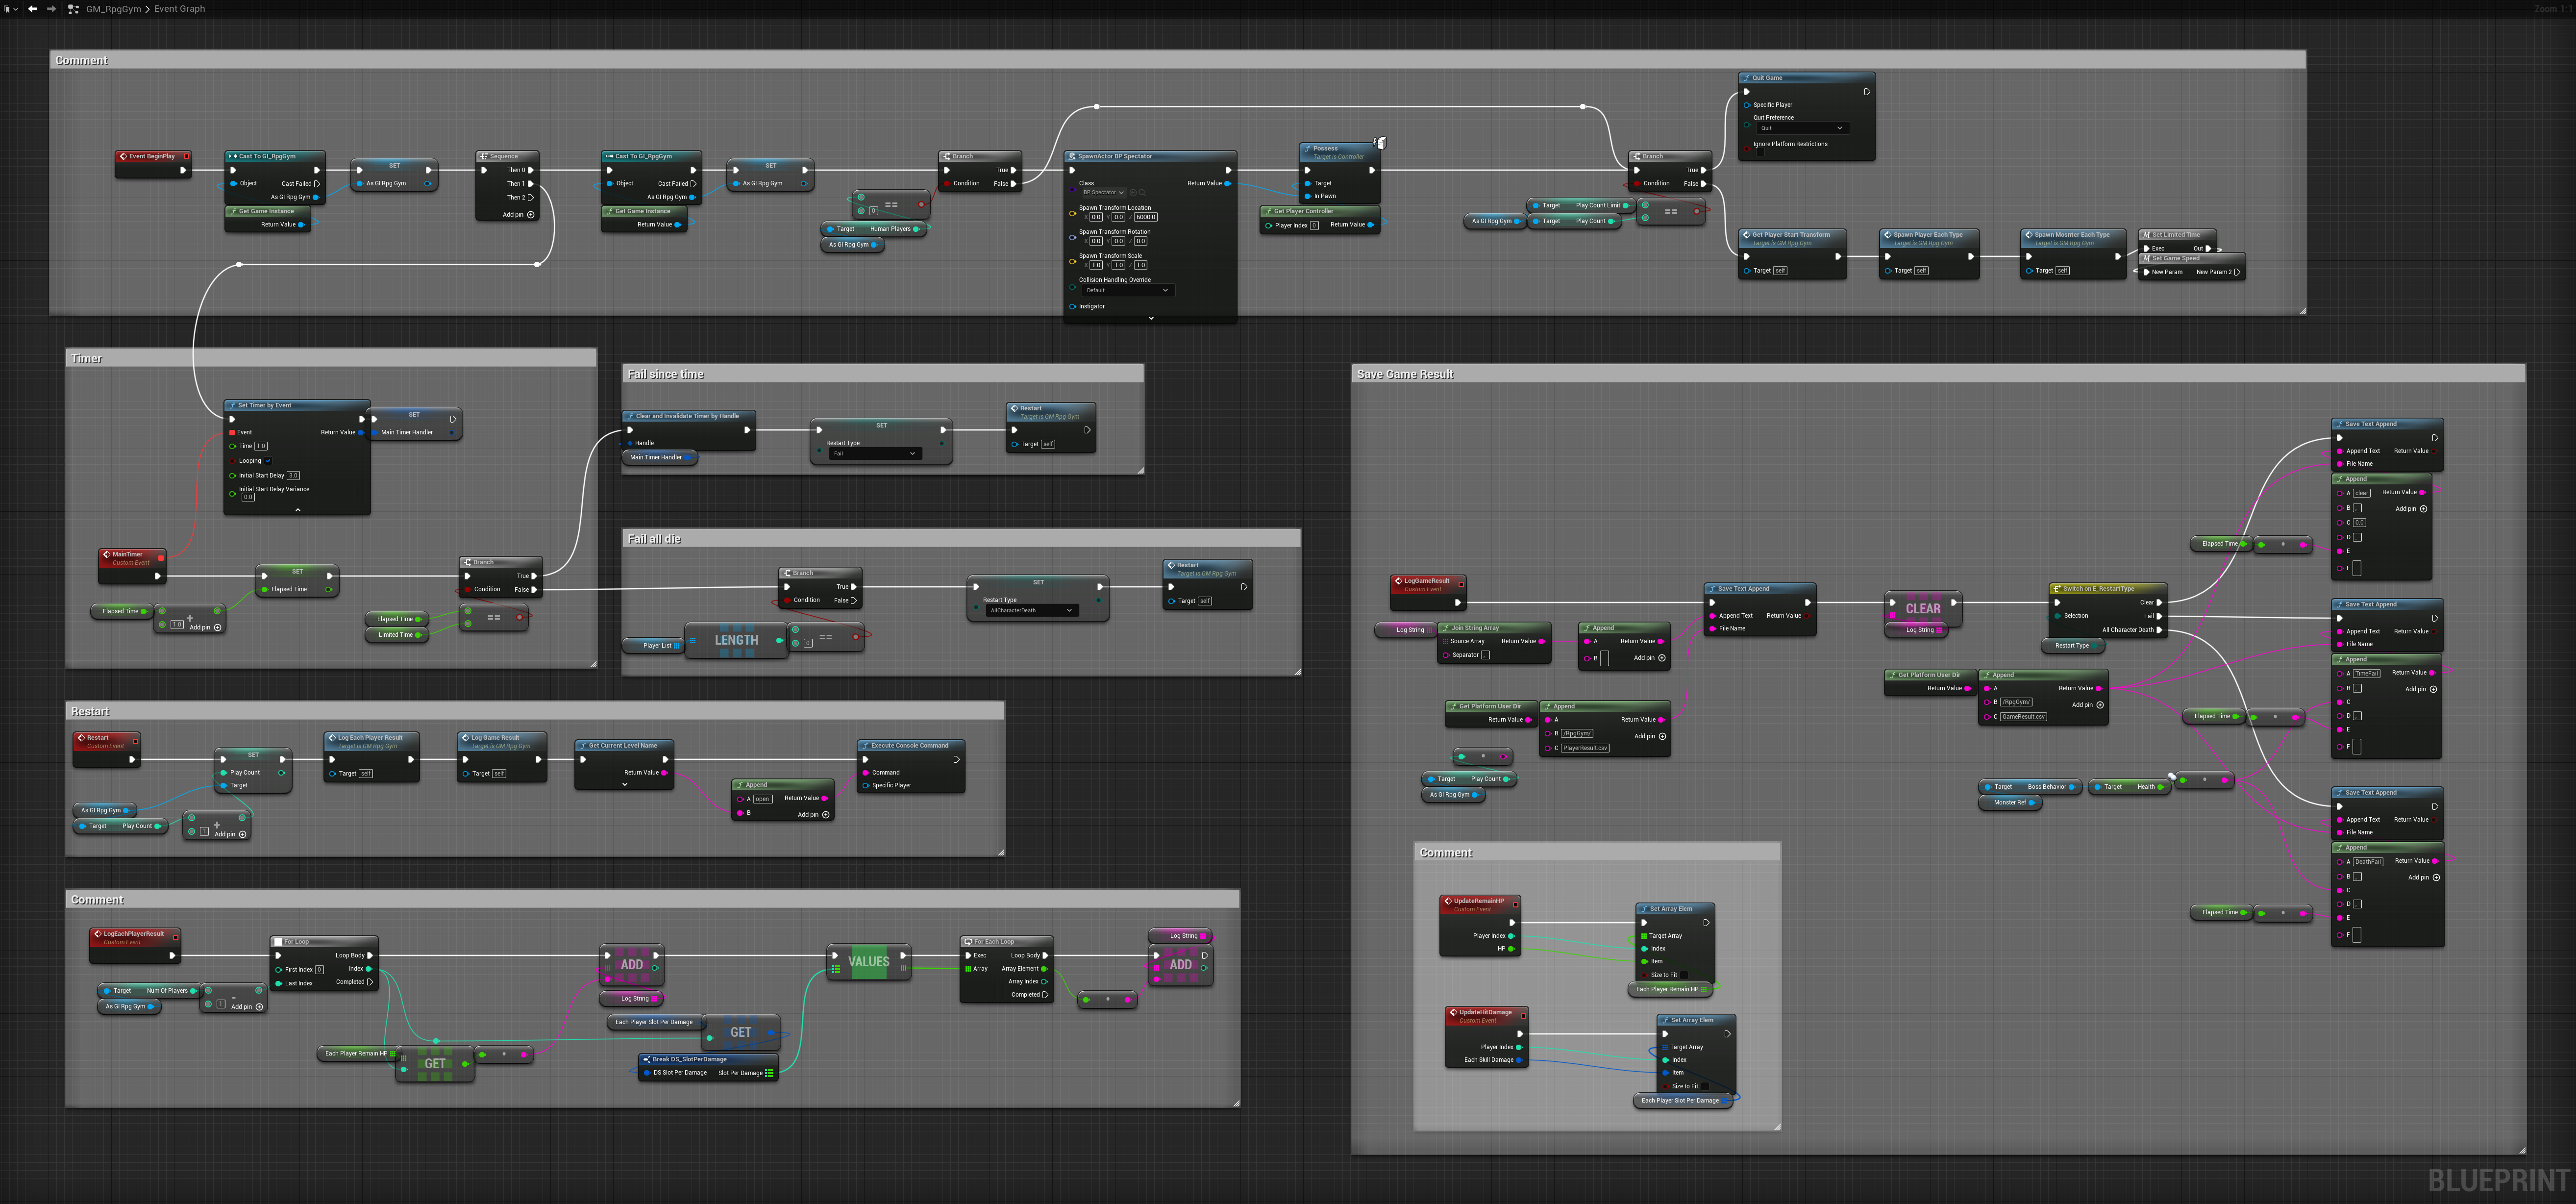 GM_RpgGym > Event Graph
Zoom 1:1
Comment
Event BeginPlay
Cast To GI_RpgGym
Object
Cast Failed
As GI Rpg Gym
Get Game Instance
Return Value
SET
As GI Rpg Gym
Sequence
Then 0
Then 1
Then 2
Add pin
Cast To GI_RpgGym
Object
Cast Failed
As GI Rpg Gym
Get Game Instance
Return Value
SET
As GI Rpg Gym
==
0
Target
Human Players
As GI Rpg Gym
Branch
Condition
True
False
SpawnActor BP Spectator
Class
BP Spectator
Return Value
Spawn Transform Location
X 0.0 Y 0.0 Z 6000.0
Spawn Transform Rotation
X 0.0 Y 0.0 Z 0.0
Spawn Transform Scale
X 1.0 Y 1.0 Z 1.0
Collision Handling Override
Default
Instigator
Possess
Target is Controller
Target
In Pawn
Get Player Controller
Player Index 0
Return Value
As GI Rpg Gym
Target
Play Count Limit
Target
Play Count
==
Branch
Condition
True
False
Quit Game
Specific Player
Quit Preference
Quit
Ignore Platform Restrictions
Get Player Start Transform
Target is GM Rpg Gym
Target self
Spawn Player Each Type
Target is GM Rpg Gym
Target self
Spawn Mosnter Each Type
Target is GM Rpg Gym
Target self
Set Limited Time
Exec
Out
Set Game Speed
New Param
New Param 2
Timer
Set Timer by Event
Event
Return Value
Time 1.0
Looping
Initial Start Delay 3.0
Initial Start Delay Variance
0.0
SET
Main Timer Handler
MainTimer
Custom Event
Elapsed Time
+
1.0
Add pin
SET
Elapsed Time
Elapsed Time
Limited Time
==
Branch
Condition
True
False
Fail since time
Clear and Invalidate Timer by Handle
Handle
Main Timer Handler
SET
Restart Type
Fail
Restart
Target is GM Rpg Gym
Target self
Fail all die
Player List
LENGTH
==
0
Branch
Condition
True
False
SET
Restart Type
AllCharacterDeath
Restart
Target is GM Rpg Gym
Target self
Restart
Restart
Custom Event
As GI Rpg Gym
Target
Play Count
+
1
Add pin
SET
Play Count
Target
Log Each Player Result
Target is GM Rpg Gym
Target self
Log Game Result
Target is GM Rpg Gym
Target self
Get Current Level Name
Return Value
Append
A open
Return Value
B
Add pin
Execute Console Command
Command
Specific Player
Comment
LogEachPlayerResult
Custom Event
Target
Num Of Players
As GI Rpg Gym
-
1
Add pin
For Loop
Loop Body
First Index 0
Index
Last Index
Completed
Each Player Remain HP
GET
ADD
Log String
Each Player Slot Per Damage
GET
Break DS_SlotPerDamage
DS Slot Per Damage
Slot Per Damage
VALUES
For Each Loop
Exec
Loop Body
Array
Array Element
Array Index
Completed
Log String
ADD
Save Game Result
LogGameResult
Custom Event
Log String
Join String Array
Source Array
Return Value
Separator ,
Append
A
Return Value
B
Add pin
Get Platform User Dir
Return Value
Append
A
Return Value
B /RpgGym/
Add pin
C PlayerResult.csv
Target
Play Count
As GI Rpg Gym
Save Text Append
Append Text
Return Value
File Name
CLEAR
Log String
Switch on E_RestartType
Clear
Selection
Fail
All Character Death
Restart Type
Get Platform User Dir
Return Value
Append
A
Return Value
B /RpgGym/
Add pin
C GameResult.csv
Target
Boss Behavior
Monster Ref
Target
Health
Save Text Append
Append Text
Return Value
File Name
Append
A clear
Return Value
B ,
Add pin
C 0.0
D ,
E
F
Elapsed Time
Save Text Append
Append Text
Return Value
File Name
Append
A TimeFail
Return Value
B ,
Add pin
C
D ,
E
F
Elapsed Time
Save Text Append
Append Text
Return Value
File Name
Append
A DeathFail
Return Value
B ,
Add pin
C
D ,
E
F
Elapsed Time
Comment
UpdateRemainHP
Custom Event
Player Index
HP
Set Array Elem
Target Array
Index
Item
Size to Fit
Each Player Remain HP
UpdateHitDamage
Custom Event
Player Index
Each Skill Damage
Set Array Elem
Target Array
Index
Item
Size to Fit
Each Player Slot Per Damage
BLUEPRINT